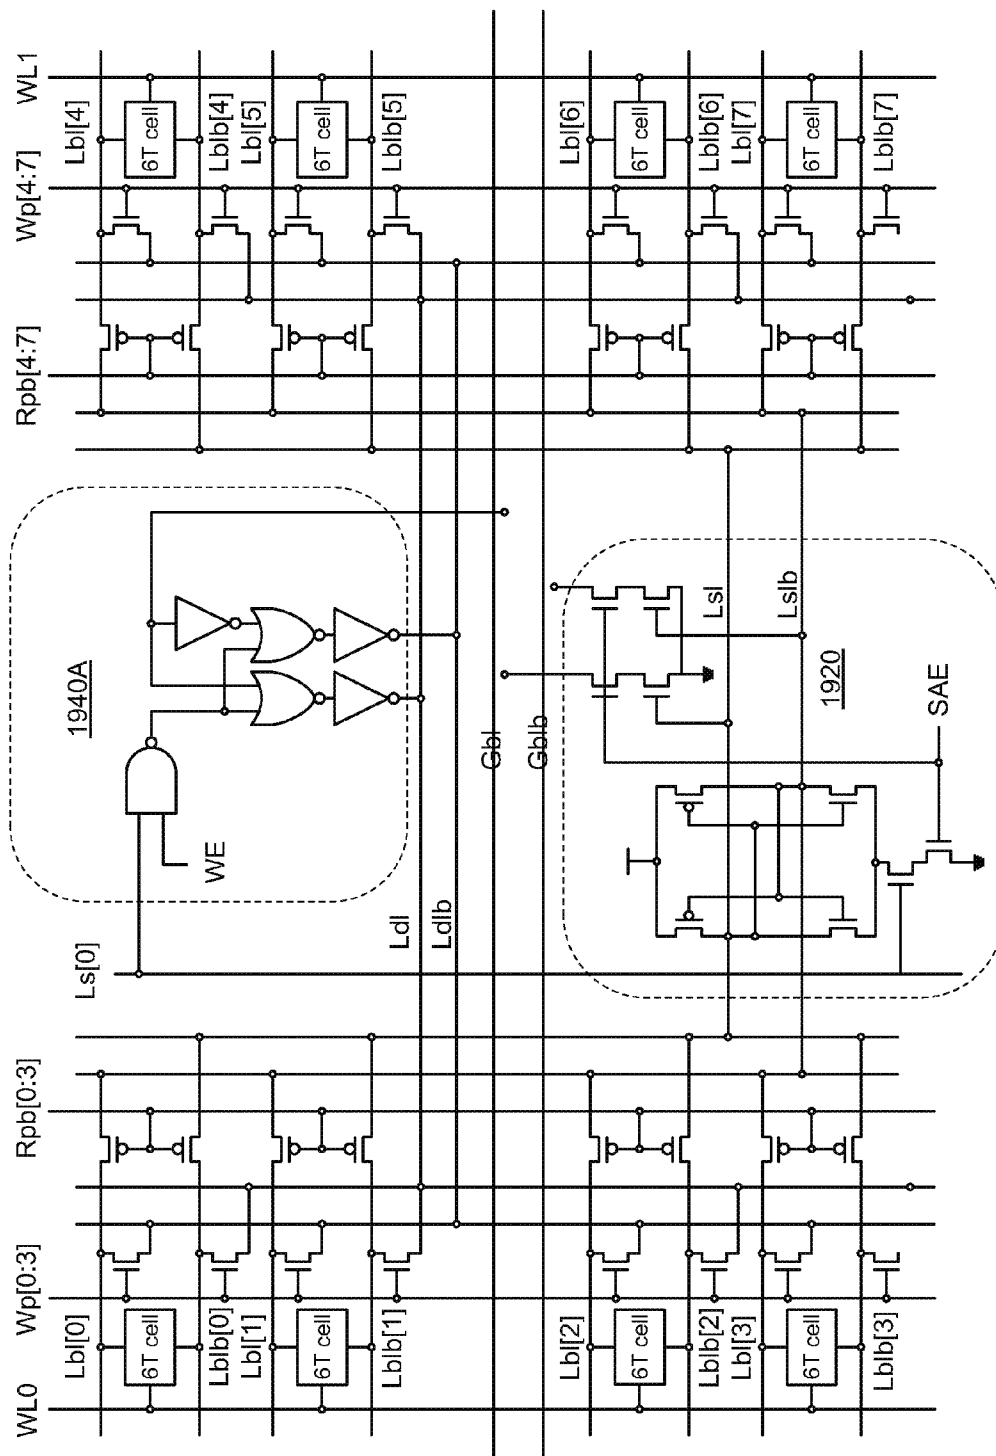 WL1
Wp[4:7]
Rpb[4:7]
Lbl[4]
6T cell
Lblb[4]
Lbl[5]
6T cell
Lblb[5]
Lbl[6]
6T cell
Lblb[6]
Lbl[7]
6T cell
Lblb[7]
1940A
WE
Ls[0]
Ldl
Ldlb
Gbl
Gblb
Lsl
Lslb
1920
SAE
Rpb[0:3]
Wp[0:3]
WL0
Lbl[0]
6T cell
Lblb[0]
Lbl[1]
6T cell
Lblb[1]
Lbl[2]
6T cell
Lblb[2]
Lbl[3]
6T cell
Lblb[3]